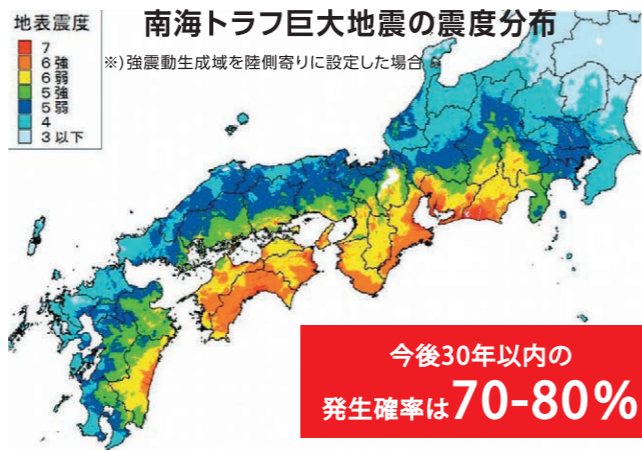 南海トラフ巨大地震の震度分布
※)強震動生成域を陸側寄りに設定した場合
地表震度
7
6強
6弱
5強
5弱
4
3以下
今後30年以内の
発生確率は70-80%